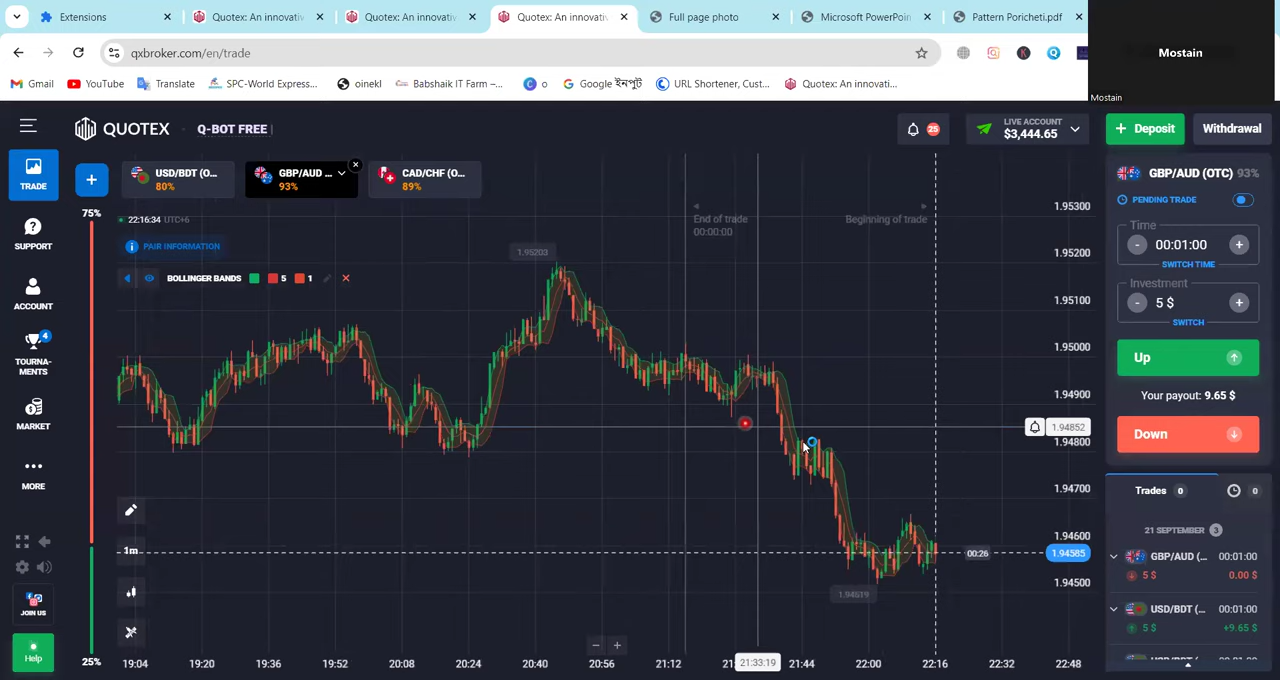 Extensions
Quotex: An innovativ
Quotex: An innovativ
Quotex: An innovativ
Full page photo
Microsoft PowerPoin
Pattern Poricheti.pdf
Mostain
Mostain
qxbroker.com/en/trade
Gmail
YouTube
Translate
SPC-World Express...
oinekl
Babshaik IT Farm –...
o
Google ইনপুট
URL Shortener, Cust...
Quotex: An innovati...
QUOTEX
Q-BOT FREE
25
LIVE ACCOUNT
$3,444.65
+ Deposit
Withdrawal
TRADE
SUPPORT
ACCOUNT
4
TOURNA-
MENTS
MARKET
MORE
JOIN US
Help
+
USD/BDT (O...
80%
GBP/AUD ...
93%
CAD/CHF (O...
89%
75%
25%
22:16:34 UTC+6
PAIR INFORMATION
BOLLINGER BANDS 5 1
End of trade
00:00:00
Beginning of trade
1.95203
1.94519
00:26
1m
1.95300
1.95200
1.95100
1.95000
1.94900
1.94852
1.94800
1.94700
1.94600
1.94585
1.94500
19:04 19:20 19:36 19:52 20:08 20:24 20:40 20:56 21:12 21:33:19 21:44 22:00 22:16 22:32 22:48
GBP/AUD (OTC) 93%
PENDING TRADE
Time
- 00:01:00 +
SWITCH TIME
Investment
- 5 $ +
SWITCH
Up
Your payout: 9.65 $
Down
Trades 0
0
21 SEPTEMBER 3
GBP/AUD (... 00:01:00
5 $ 0.00 $
USD/BDT (... 00:01:00
5 $ +9.65 $